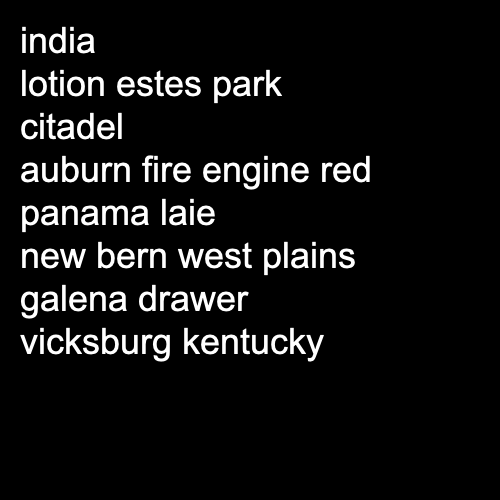 india
lotion estes park
citadel
auburn fire engine red
panama laie
new bern west plains
galena drawer
vicksburg kentucky